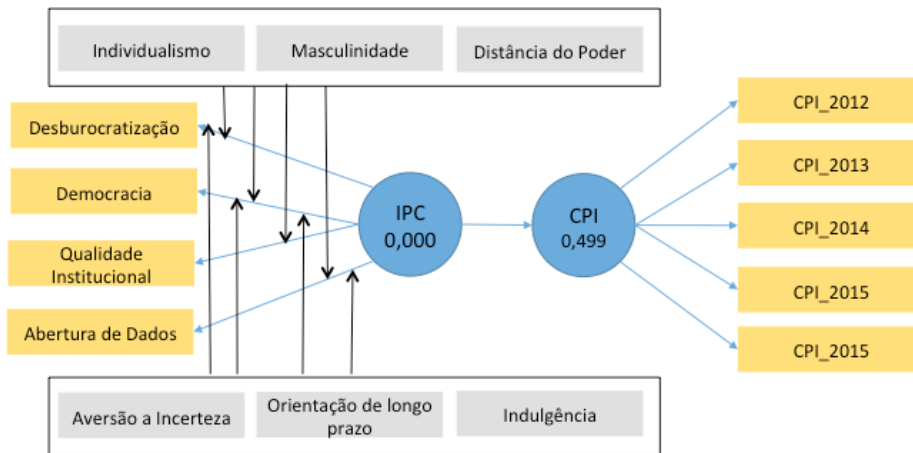 Individualismo
Masculinidade
Distância do Poder
Desburocratização
Democracia
Qualidade
Institucional
Abertura de Dados
IPC
0,000
CPI
0,499
CPI_2012
CPI_2013
CPI_2014
CPI_2015
CPI_2015
Aversão a Incerteza
Orientação de longo
prazo
Indulgência